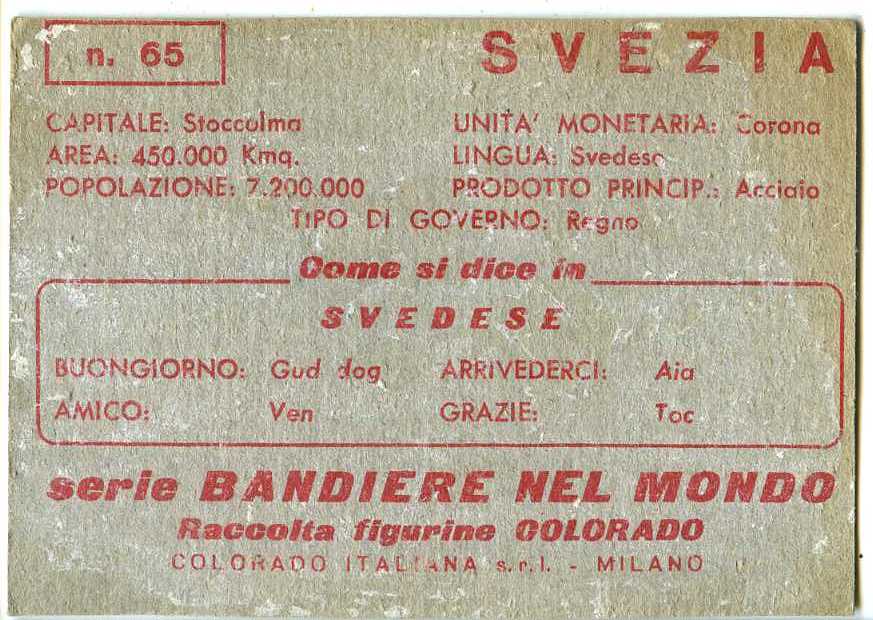 n. 65
SVEZIA
CAPITALE: Stoccolma
UNITA' MONETARIA: Corona
AREA: 450.000 Kmq.
LINGUA: Svedese
POPOLAZIONE: 7.200.000
PRODOTTO PRINCIP.: Acciaio
TIPO DI GOVERNO: Regno
Come si dice in
SVEDESE
BUONGIORNO: Gud dag
ARRIVEDERCI: Aia
AMICO: Ven
GRAZIE: Toc
serie BANDIERE NEL MONDO
Raccolta figurine COLORADO
COLORADO ITALIANA s.r.l. - MILANO